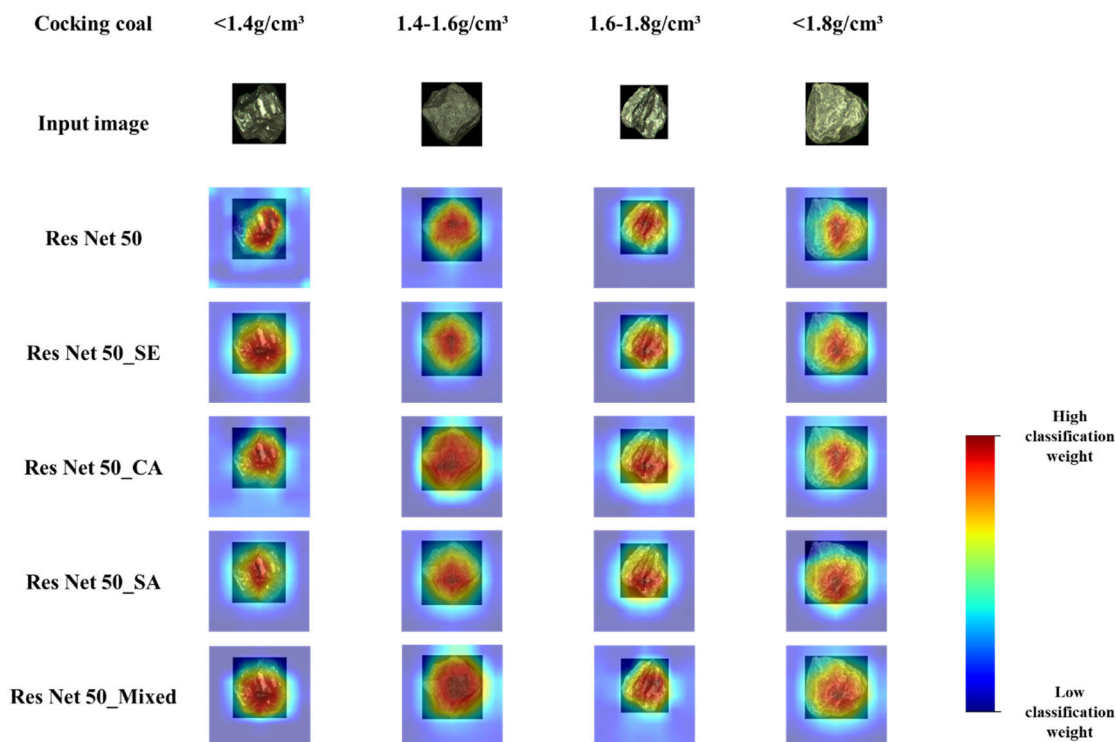 Cocking coal <1.4g/cm³ 1.4-1.6g/cm³ 1.6-1.8g/cm³ <1.8g/cm³
Input image
Res Net 50
Res Net 50_SE
Res Net 50_CA
Res Net 50_SA
Res Net 50_Mixed
High
classification
weight
Low
classification
weight